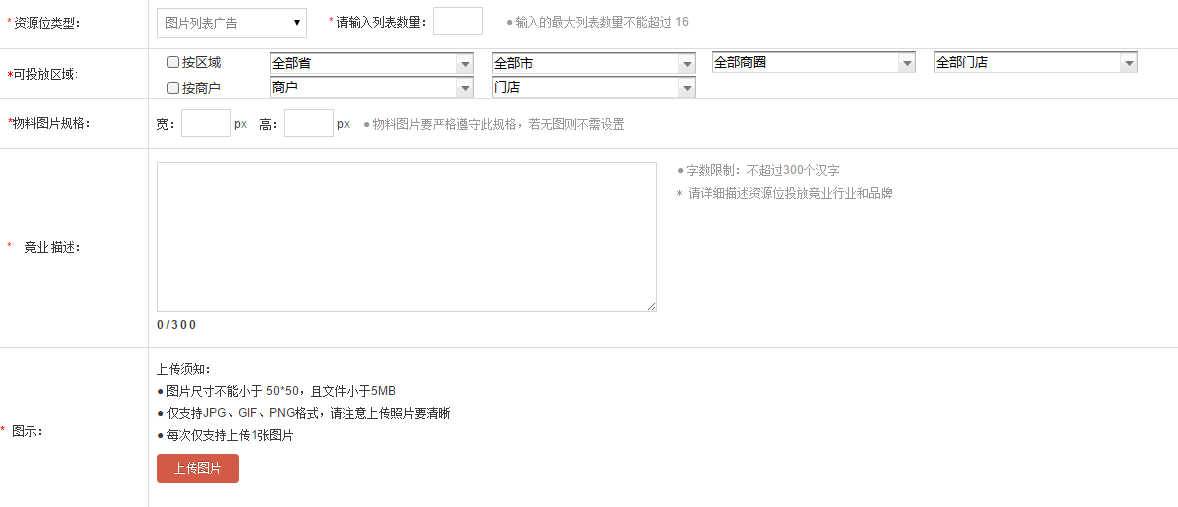 * 资源位类型： 图片列表广告 * 请输入列表数量： ● 输入的最大列表数量不能超过 16
*可投放区域： 按区域 全部省 全部市 全部商圈 全部门店
按商户 商户 门店
*物料图片规格： 宽： px 高： px ● 物料图片要严格遵守此规格，若无图则不需设置
● 字数限制：不超过300个汉字
* 请详细描述资源位投放竟业行业和品牌
* 竟业描述：
0/300
上传须知：
● 图片尺寸不能小于 50*50，且文件小于5MB
● 仅支持JPG、GIF、PNG格式，请注意上传照片要清晰
* 图示：
● 每次仅支持上传1张图片
上传图片